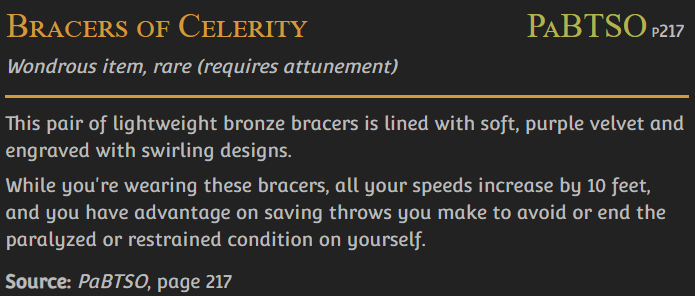 Bracers of Celerity PaBTSO p217
Wondrous item, rare (requires attunement)
This pair of lightweight bronze bracers is lined with soft, purple velvet and
engraved with swirling designs.
While you're wearing these bracers, all your speeds increase by 10 feet,
and you have advantage on saving throws you make to avoid or end the
paralyzed or restrained condition on yourself.
Source: PaBTSO, page 217